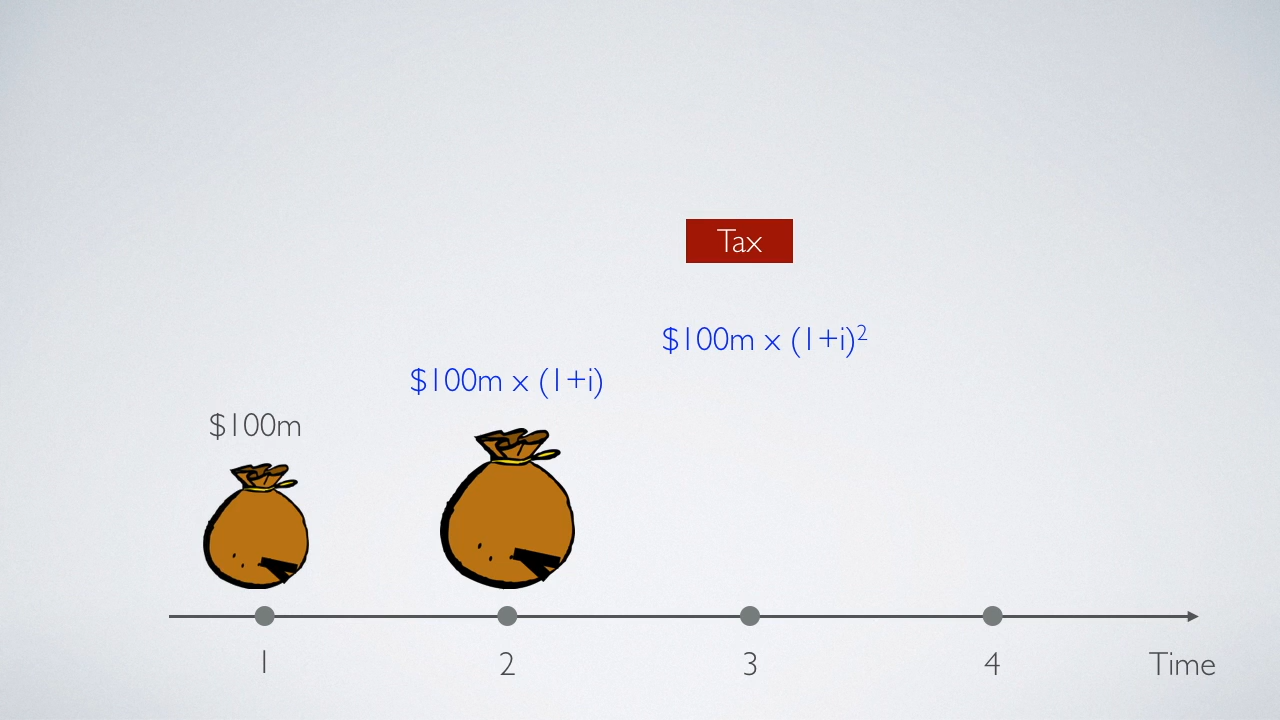 Tax
$100m x (1+i)²
$100m x (1+i)
$100m
1 2 3 4 Time